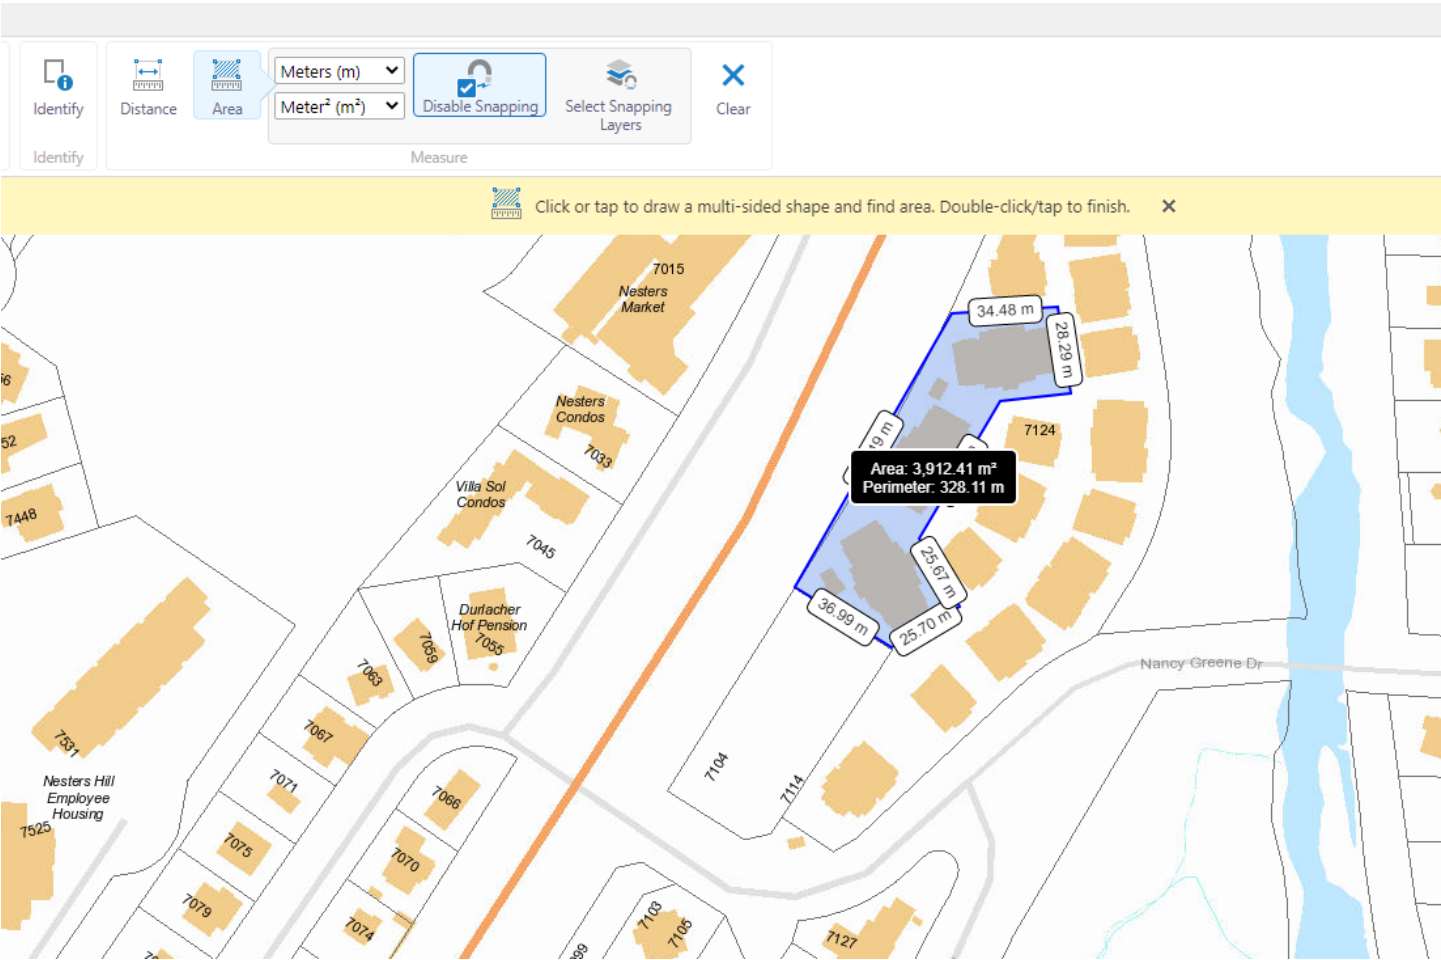 Identify
Distance
Area
Meters (m)
Meter² (m²)
Disable Snapping
Select Snapping
Layers
Clear
Identify
Measure
Click or tap to draw a multi-sided shape and find area. Double-click/tap to finish.
7015
Nesters
Market
34.48 m
28.29 m
Nesters
Condos
7033
7124
52
Area: 3,912.41 m²
Perimeter: 328.11 m
Villa Sol
Condos
7448
7045
25.67 m
36.99 m
25.70 m
Durlacher
Hof Pension
7055
7059
7063
Nancy Greene Dr
7067
7531
7104
7114
7071
Nesters Hill
Employee
Housing
7066
7525
7075
7070
7079
7074
7103
7105
7127